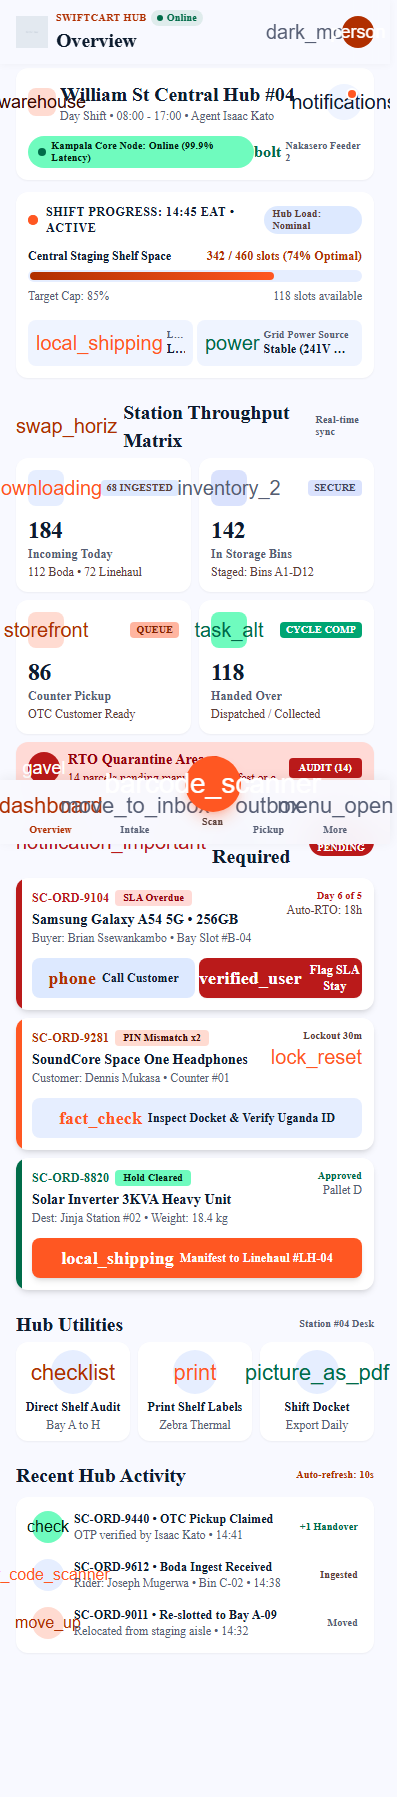 SWIFTCART HUB
Online
Overview
dark_mo
person
warehouse
William St Central Hub #04
notifications
Day Shift • 08:00 - 17:00 • Agent Isaac Kato
Kampala Core Node: Online (99.9% Latency)
bolt
Nakasero Feeder 2
SHIFT PROGRESS: 14:45 EAT • ACTIVE
Hub Load: Nominal
Central Staging Shelf Space
342 / 460 slots (74% Optimal)
Target Cap: 85%
118 slots available
local_shipping
L...
L...
power
Grid Power Source
Stable (241V ...
swap_horiz
Station Throughput Matrix
Real-time sync
downloading
68 INGESTED
184
Incoming Today
112 Boda • 72 Linehaul
inventory_2
SECURE
142
In Storage Bins
Staged: Bins A1-D12
storefront
QUEUE
86
Counter Pickup
OTC Customer Ready
task_alt
CYCLE COMP
118
Handed Over
Dispatched / Collected
gavel
RTO Quarantine Area
14 parcels pending
AUDIT (14)
dashboard
Overview
move_to_inbox
Intake
barcode_scanner
Scan
outbox
Pickup
menu_open
More
notification_important
Required
PENDING
SC-ORD-9104
SLA Overdue
Day 6 of 5
Samsung Galaxy A54 5G • 256GB
Auto-RTO: 18h
Buyer: Brian Ssewankambo • Bay Slot #B-04
phone
Call Customer
verified_user
Flag SLA Stay
SC-ORD-9281
PIN Mismatch x2
Lockout 30m
SoundCore Space One Headphones
lock_reset
Customer: Dennis Mukasa • Counter #01
fact_check
Inspect Docket & Verify Uganda ID
SC-ORD-8820
Hold Cleared
Approved
Solar Inverter 3KVA Heavy Unit
Pallet D
Dest: Jinja Station #02 • Weight: 18.4 kg
local_shipping
Manifest to Linehaul #LH-04
Hub Utilities
Station #04 Desk
checklist
Direct Shelf Audit
Bay A to H
print
Print Shelf Labels
Zebra Thermal
picture_as_pdf
Shift Docket
Export Daily
Recent Hub Activity
Auto-refresh: 10s
check
SC-ORD-9440 • OTC Pickup Claimed
OTP verified by Isaac Kato • 14:41
+1 Handover
_code_scanner
SC-ORD-9612 • Boda Ingest Received
Rider: Joseph Mugerwa • Bin C-02 • 14:38
Ingested
move_up
SC-ORD-9011 • Re-slotted to Bay A-09
Relocated from staging aisle • 14:32
Moved